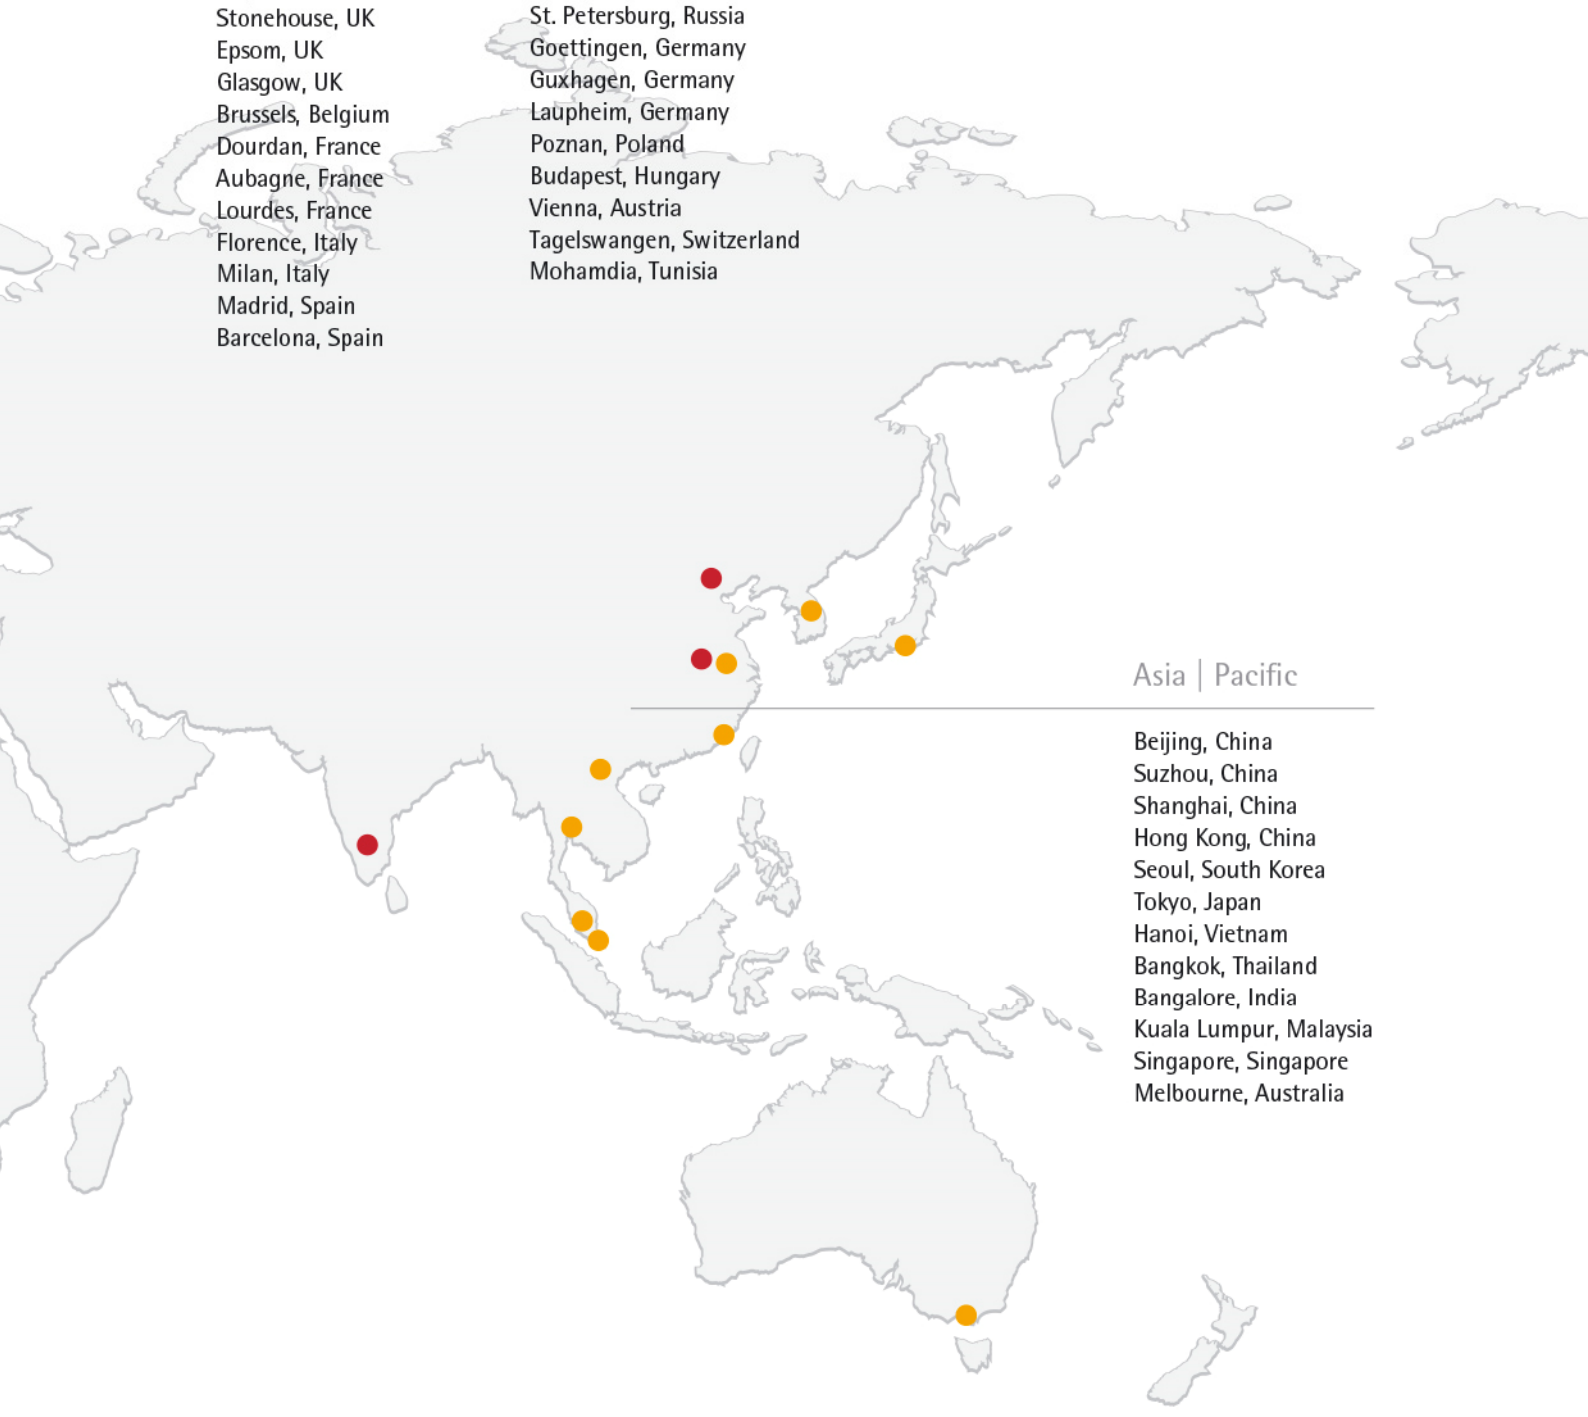 Stonehouse, UK
Epsom, UK
Glasgow, UK
Brussels, Belgium
Dourdan, France
Aubagne, France
Lourdes, France
Florence, Italy
Milan, Italy
Madrid, Spain
Barcelona, Spain
St. Petersburg, Russia
Goettingen, Germany
Guxhagen, Germany
Laupheim, Germany
Poznan, Poland
Budapest, Hungary
Vienna, Austria
Tagelswangen, Switzerland
Mohamdia, Tunisia
Asia | Pacific
Beijing, China
Suzhou, China
Shanghai, China
Hong Kong, China
Seoul, South Korea
Tokyo, Japan
Hanoi, Vietnam
Bangkok, Thailand
Bangalore, India
Kuala Lumpur, Malaysia
Singapore, Singapore
Melbourne, Australia